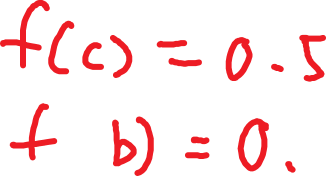 f(c) = 0.5
f b) = 0.